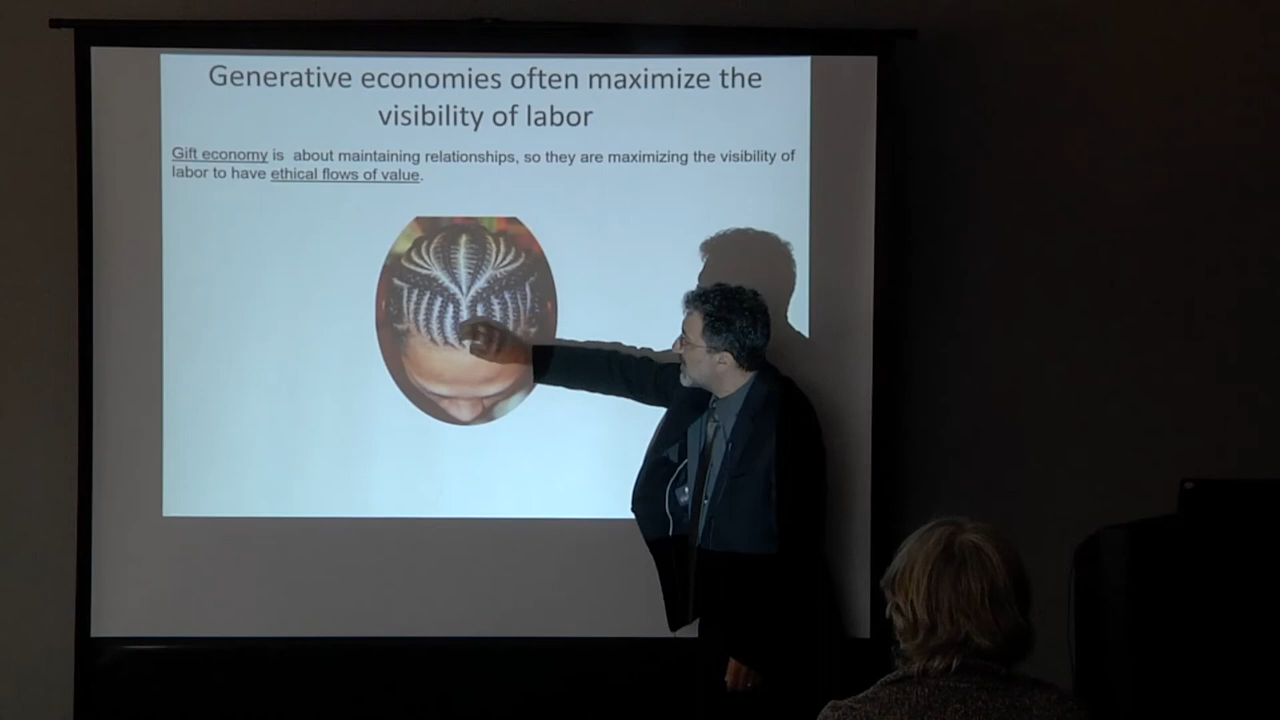 Generative economies often maximize the
visibility of labor
Gift economy is about maintaining relationships, so they are maximizing the visibility of
labor to have ethical flows of value.